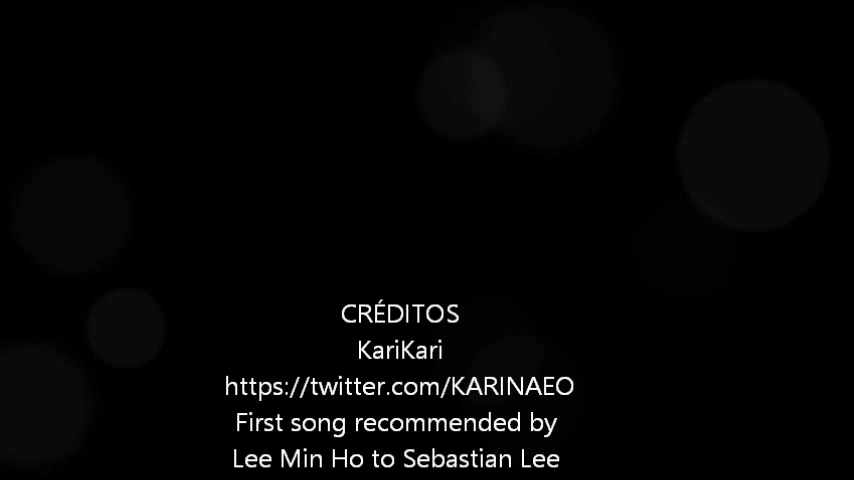 CRÉDITOS
KariKari
https://twitter.com/KARINAEO
First song recommended by
Lee Min Ho to Sebastian Lee